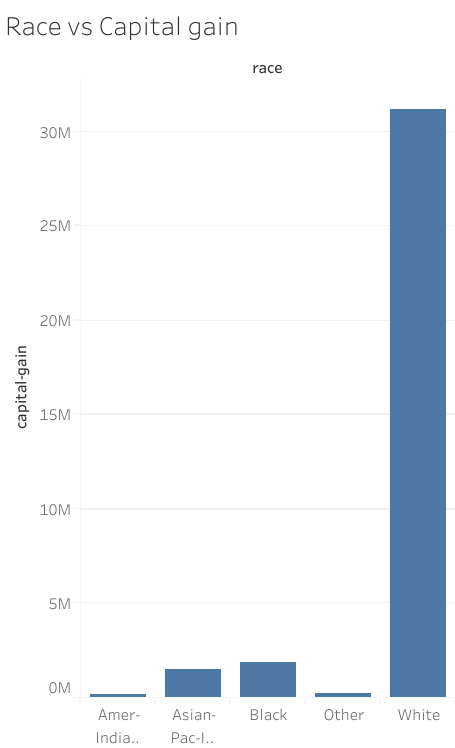 Race vs Capital gain
race
30M
25M
20M
15M
10M
5M
0M
capital-gain
Amer-
India..
Asian-
Pac-I..
Black
Other
White